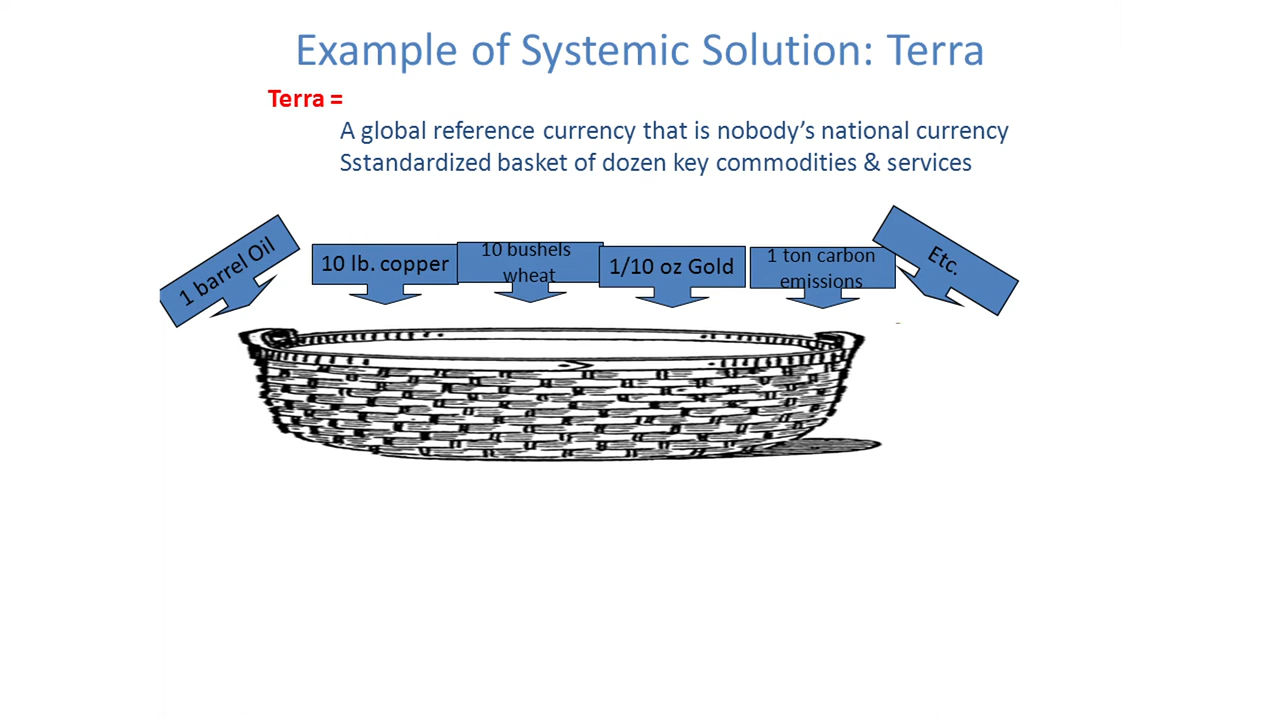 Example of Systemic Solution: Terra
Terra =
A global reference currency that is nobody's national currency
Sstandardized basket of dozen key commodities & services
1 barrel Oil
10 lb. copper
10 bushels
wheat
1/10 oz Gold
1 ton carbon
emissions
Etc.